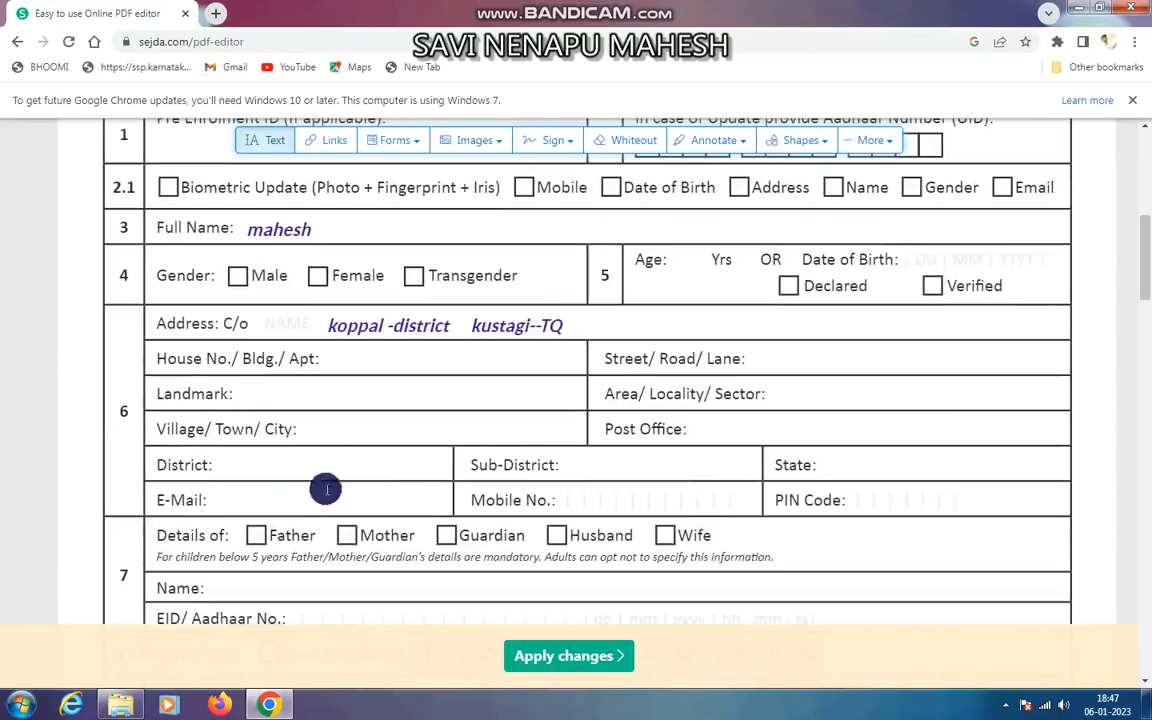 Easy to use Online PDF editor
www.BANDICAM.com
sejda.com/pdf-editor
SAVI NENAPU MAHESH
BHOOMI
https://ssp.karnatak...
Gmail
YouTube
Maps
New Tab
Other bookmarks
To get future Google Chrome updates, you'll need Windows 10 or later. This computer is using Windows 7.
Learn more
Text
Links
Forms
Images
Sign
Whiteout
Annotate
Shapes
More
1
Pre Enrolment ID (If applicable):
In case of Update provide Aadhaar Number (UID):
2.1
Biometric Update (Photo + Fingerprint + Iris)
Mobile
Date of Birth
Address
Name
Gender
Email
3
Full Name: mahesh
4
Gender:
Male
Female
Transgender
5
Age: Yrs OR Date of Birth: DD MM YYYY
Declared
Verified
6
Address: C/o NAME koppal -district kustagi--TQ
House No./ Bldg./ Apt:
Street/ Road/ Lane:
Landmark:
Area/ Locality/ Sector:
Village/ Town/ City:
Post Office:
District:
Sub-District:
State:
E-Mail:
Mobile No.:
PIN Code:
7
Details of:
Father
Mother
Guardian
Husband
Wife
For children below 5 years Father/Mother/Guardian's details are mandatory. Adults can opt not to specify this information.
Name:
EID/ Aadhaar No.:
Apply changes
18:47
06-01-2023